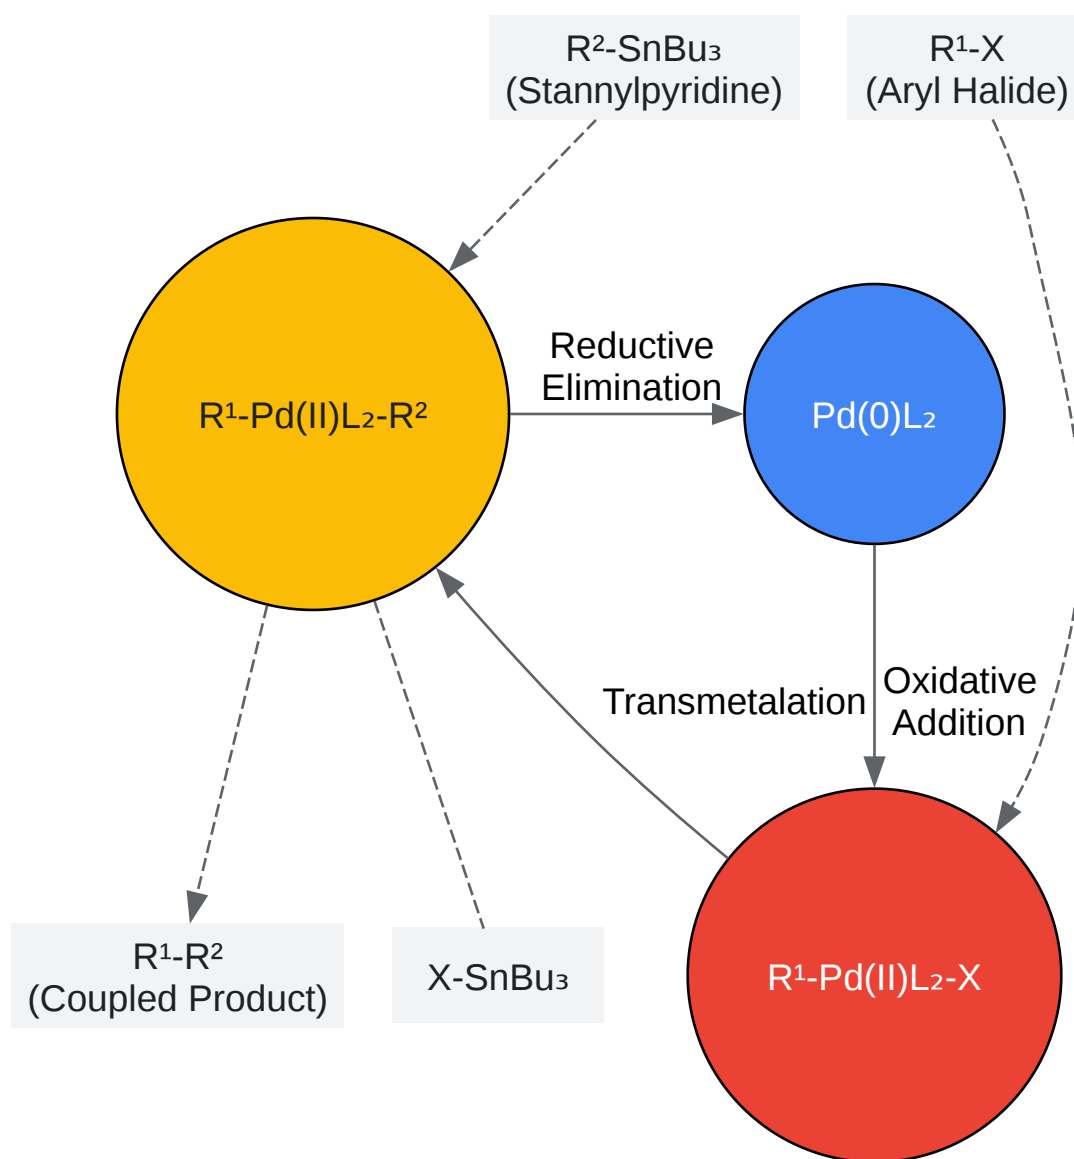 R²-SnBu₃
(Stannylpyridine)
R¹-X
(Aryl Halide)
Reductive
Elimination
R¹-Pd(II)L₂-R²
Pd(0)L₂
Transmetalation
Oxidative
Addition
R¹-R²
(Coupled Product)
X-SnBu₃
R¹-Pd(II)L₂-X